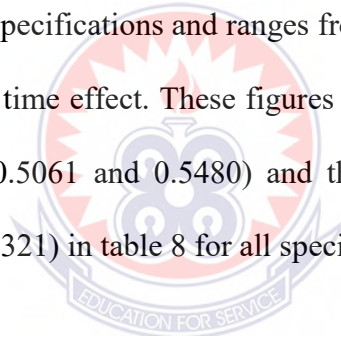 pecifications and ranges fr
time effect. These figures
0.5061 and 0.5480) and th
321) in table 8 for all speci
EDUCATION FOR SERVICE